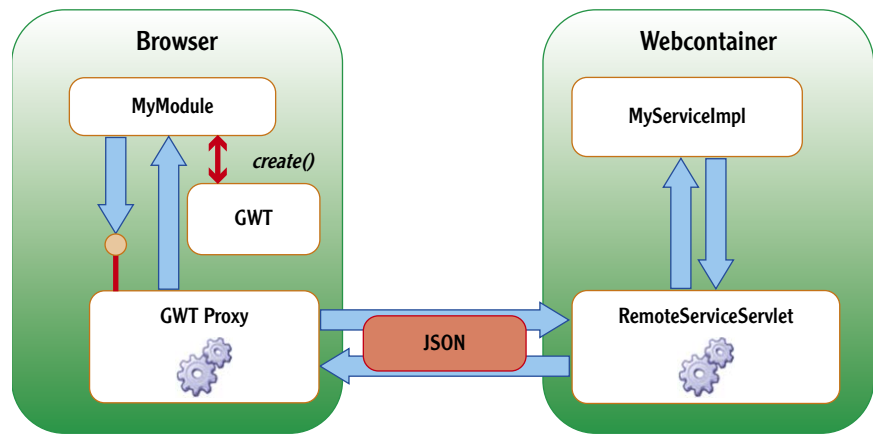 Browser
Webcontainer
MyModule
MyServiceImpl
create()
GWT
GWT Proxy
RemoteServiceServlet
JSON